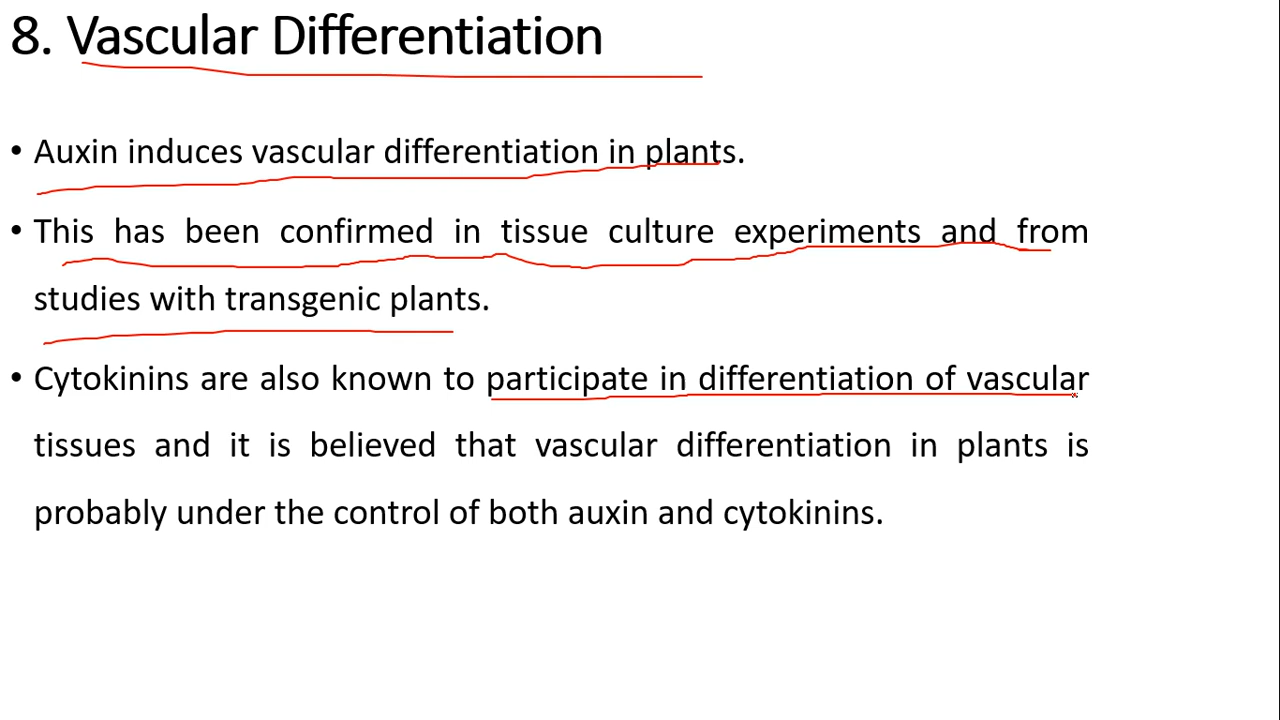 8. Vascular Differentiation
• Auxin induces vascular differentiation in plants.
• This has been confirmed in tissue culture experiments and from
studies with transgenic plants.
• Cytokinins are also known to participate in differentiation of vascular
tissues and it is believed that vascular differentiation in plants is
probably under the control of both auxin and cytokinins.